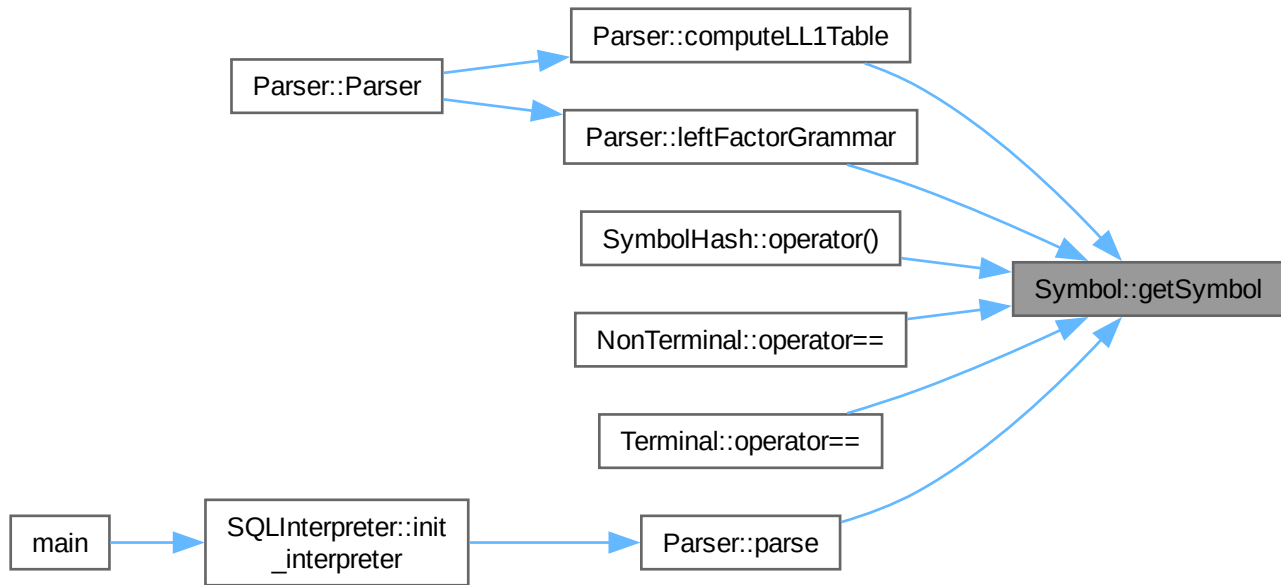 Parser::computeLL1Table
Parser::Parser
Parser::leftFactorGrammar
SymbolHash::operator()
Symbol::getSymbol
NonTerminal::operator==
Terminal::operator==
main
SQLInterpreter::init
_interpreter
Parser::parse